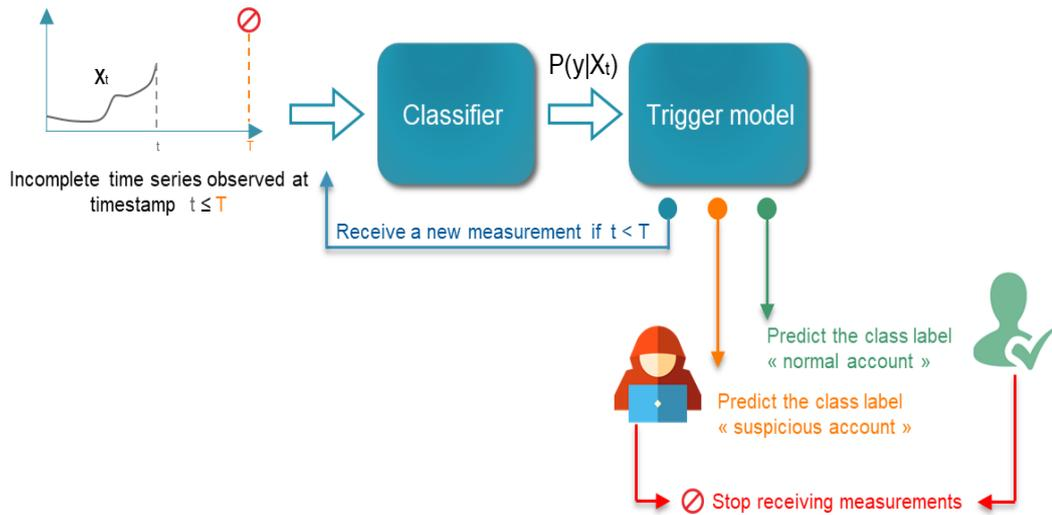 Xt
t
T
Incomplete time series observed at
timestamp t ≤ T
Classifier
P(y|Xt)
Trigger model
Receive a new measurement if t < T
Predict the class label
« normal account »
Predict the class label
« suspicious account »
Stop receiving measurements